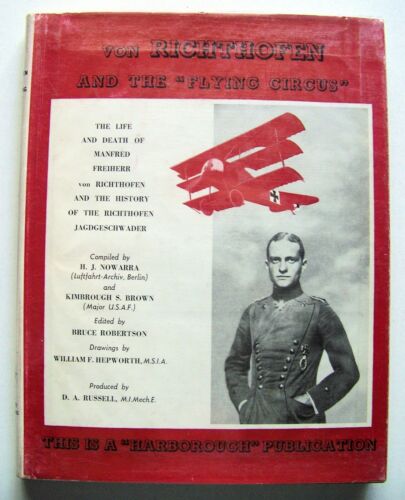 VON RICHTHOFEN
AND THE "FLYING CIRCUS"
THE LIFE
AND DEATH OF
MANFRED
FREIHERR
von RICHTHOFEN
AND THE HISTORY
OF THE RICHTHOFEN
JAGDGESCHWADER
Compiled by
H. J. NOWARRA
(Luftfahrt-Archiv, Berlin)
and
KIMBROUGH S. BROWN
(Major U.S.A.F.)
Edited by
BRUCE ROBERTSON
Drawings by
WILLIAM F. HEPWORTH, M.S.I.A.
Produced by
D. A. RUSSELL, M.I.Mech.E.
THIS IS A "HARBOROUGH" PUBLICATION